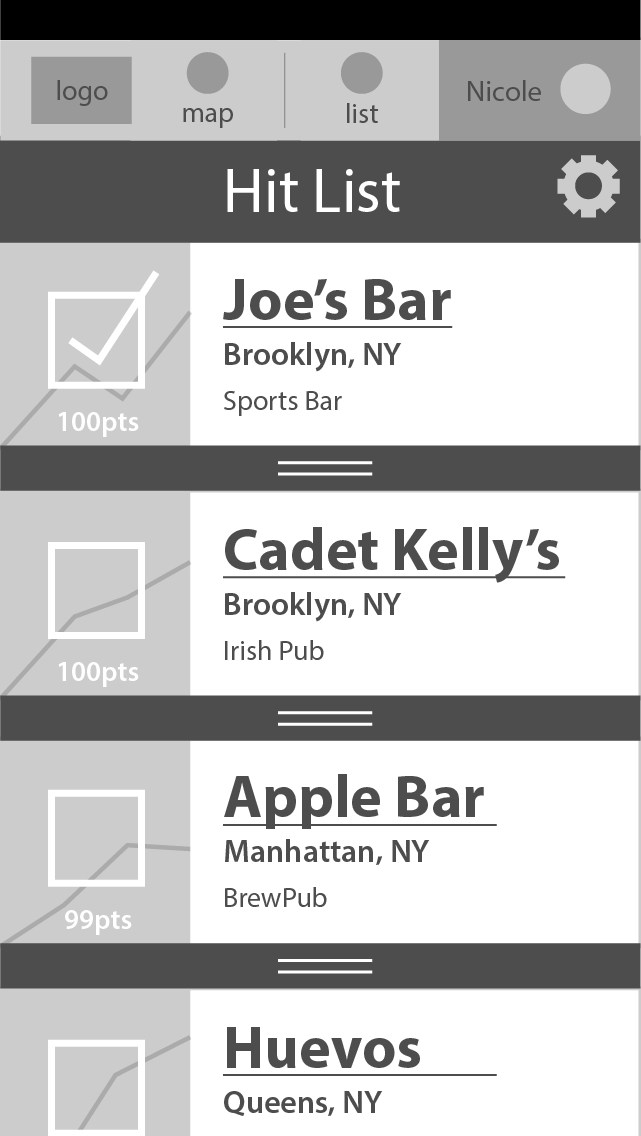 logo
map
list
Nicole
Hit List
Joe’s Bar
Brooklyn, NY
Sports Bar
100pts
Cadet Kelly’s
Brooklyn, NY
Irish Pub
100pts
Apple Bar
Manhattan, NY
BrewPub
99pts
Huevos
Queens, NY